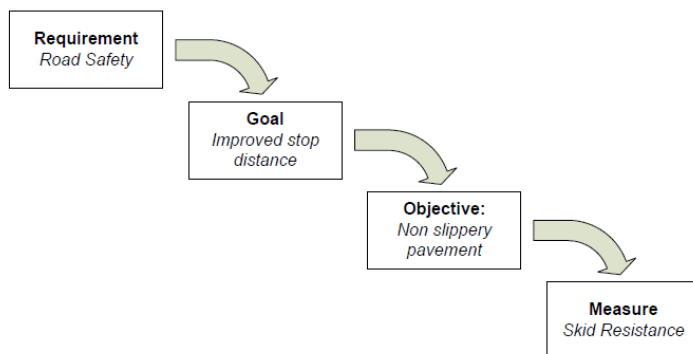 Requirement
Road Safety
Goal
Improved stop
distance
Objective:
Non slippery
pavement
Measure
Skid Resistance